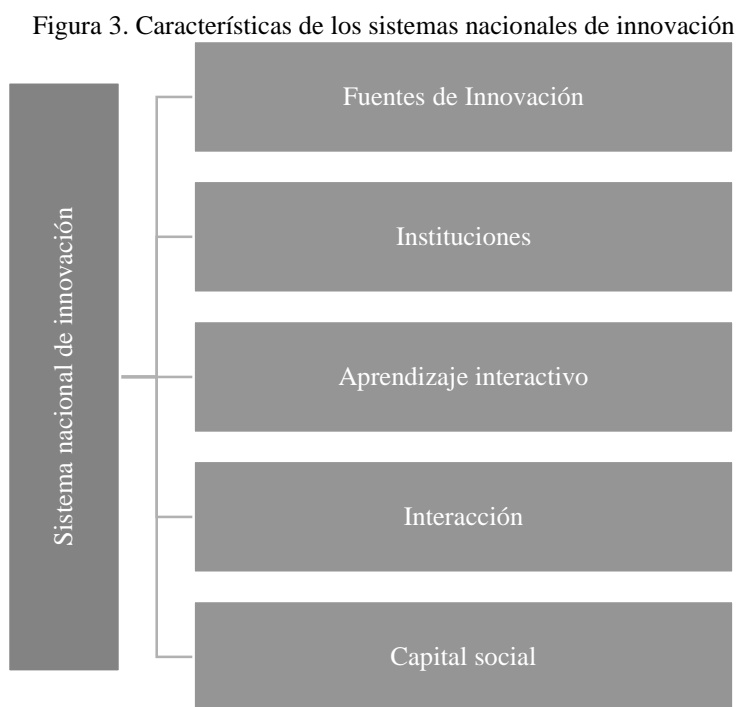 Figura 3. Características de los sistemas nacionales de innovación
Sistema nacional de innovación
Fuentes de Innovación
Instituciones
Aprendizaje interactivo
Interacción
Capital social